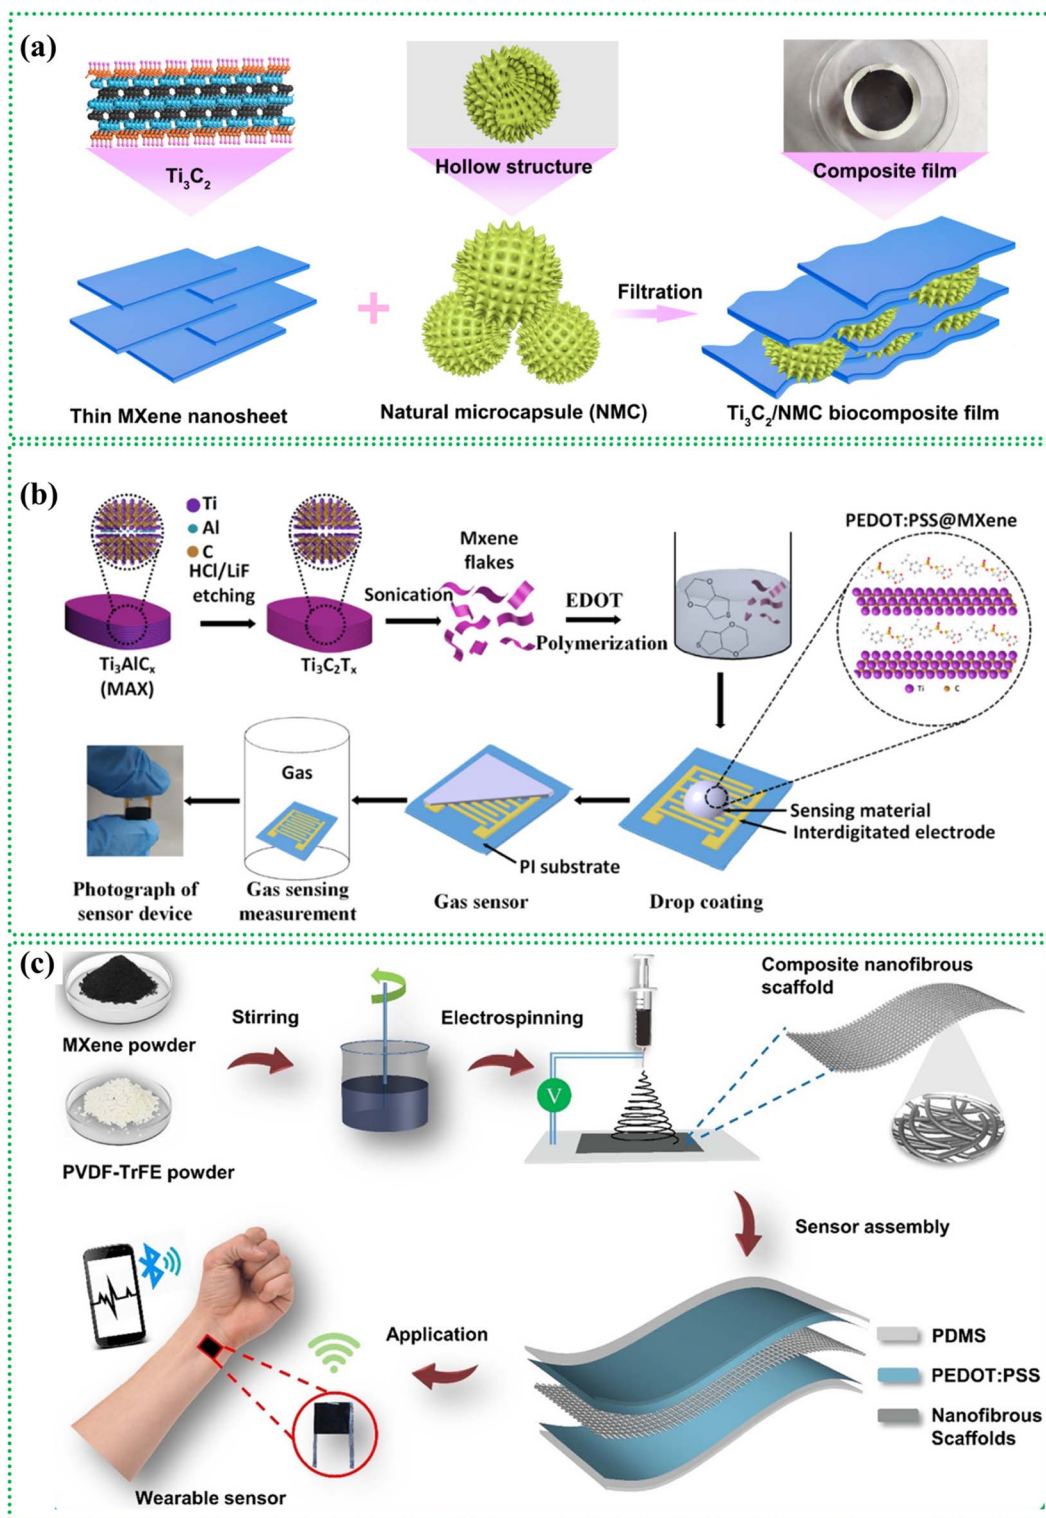 (a)
Ti3C2
Hollow structure
Composite film
Filtration
Thin MXene nanosheet
Natural microcapsule (NMC)
Ti3C2/NMC biocomposite film
(b)
Ti
Al
C
HCl/LiF
etching
Sonication
Mxene
flakes
EDOT
Polymerization
PEDOT:PSS@MXene
Ti3AlCx
(MAX)
Ti3C2Tx
O
O
S
S
O
O
Ti
C
Gas
Sensing material
Interdigitated electrode
PI substrate
Photograph of
sensor device
Gas sensing
measurement
Gas sensor
Drop coating
(c)
MXene powder
PVDF-TrFE powder
Stirring
Electrospinning
V
Composite nanofibrous
scaffold
Sensor assembly
Application
PDMS
PEDOT:PSS
Nanofibrous
Scaffolds
Wearable sensor